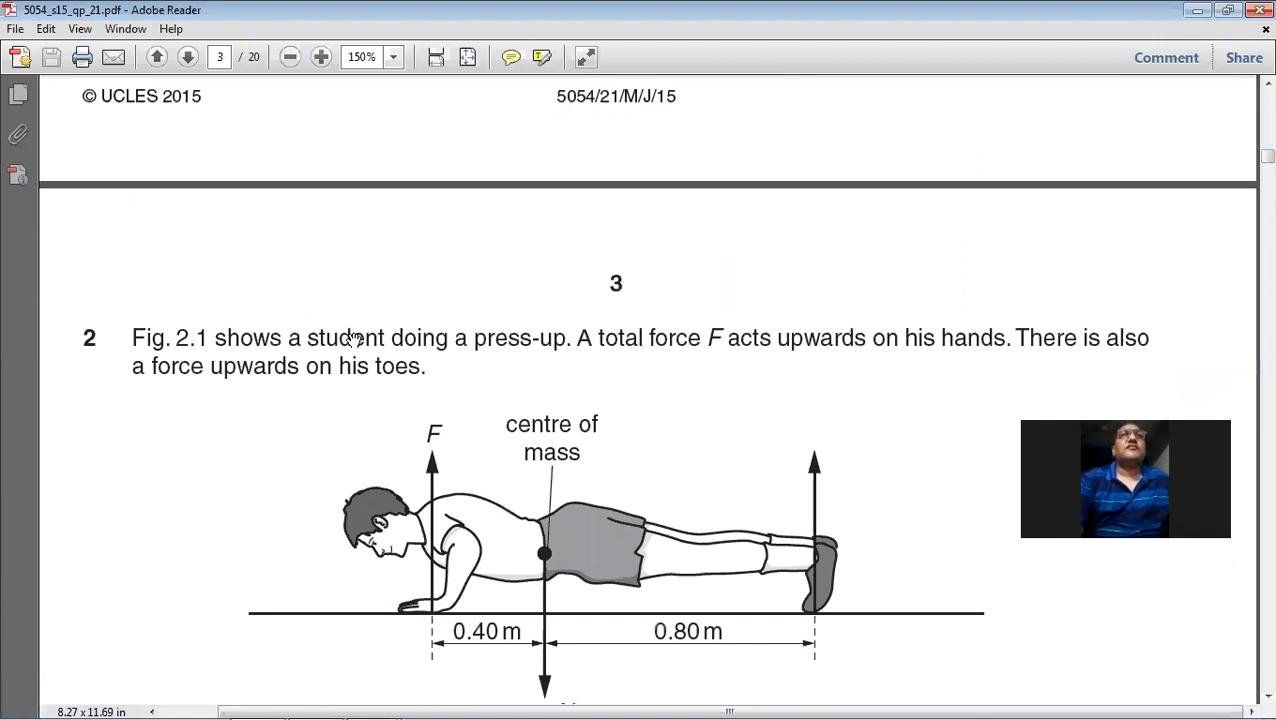 5054_s15_qp_21.pdf - Adobe Reader
File Edit View Window Help
3 / 20 150% Comment Share
© UCLES 2015 5054/21/M/J/15
3
2 Fig. 2.1 shows a student doing a press-up. A total force F acts upwards on his hands. There is also
a force upwards on his toes.
F
centre of
mass
0.40 m 0.80 m
8.27 x 11.69 in